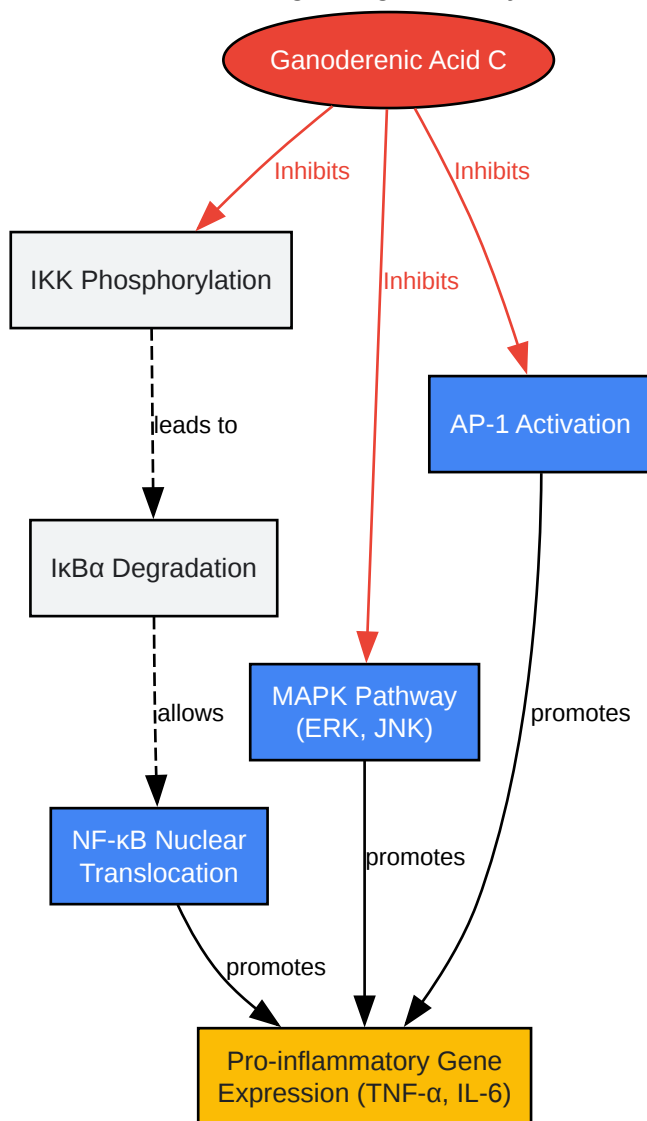 Ganoderenic Acid C
Inhibits
Inhibits
IKK Phosphorylation
Inhibits
AP-1 Activation
leads to
IκBα Degradation
MAPK Pathway
(ERK, JNK)
allows
promotes
NF-κB Nuclear
Translocation
promotes
promotes
Pro-inflammatory Gene
Expression (TNF-α, IL-6)